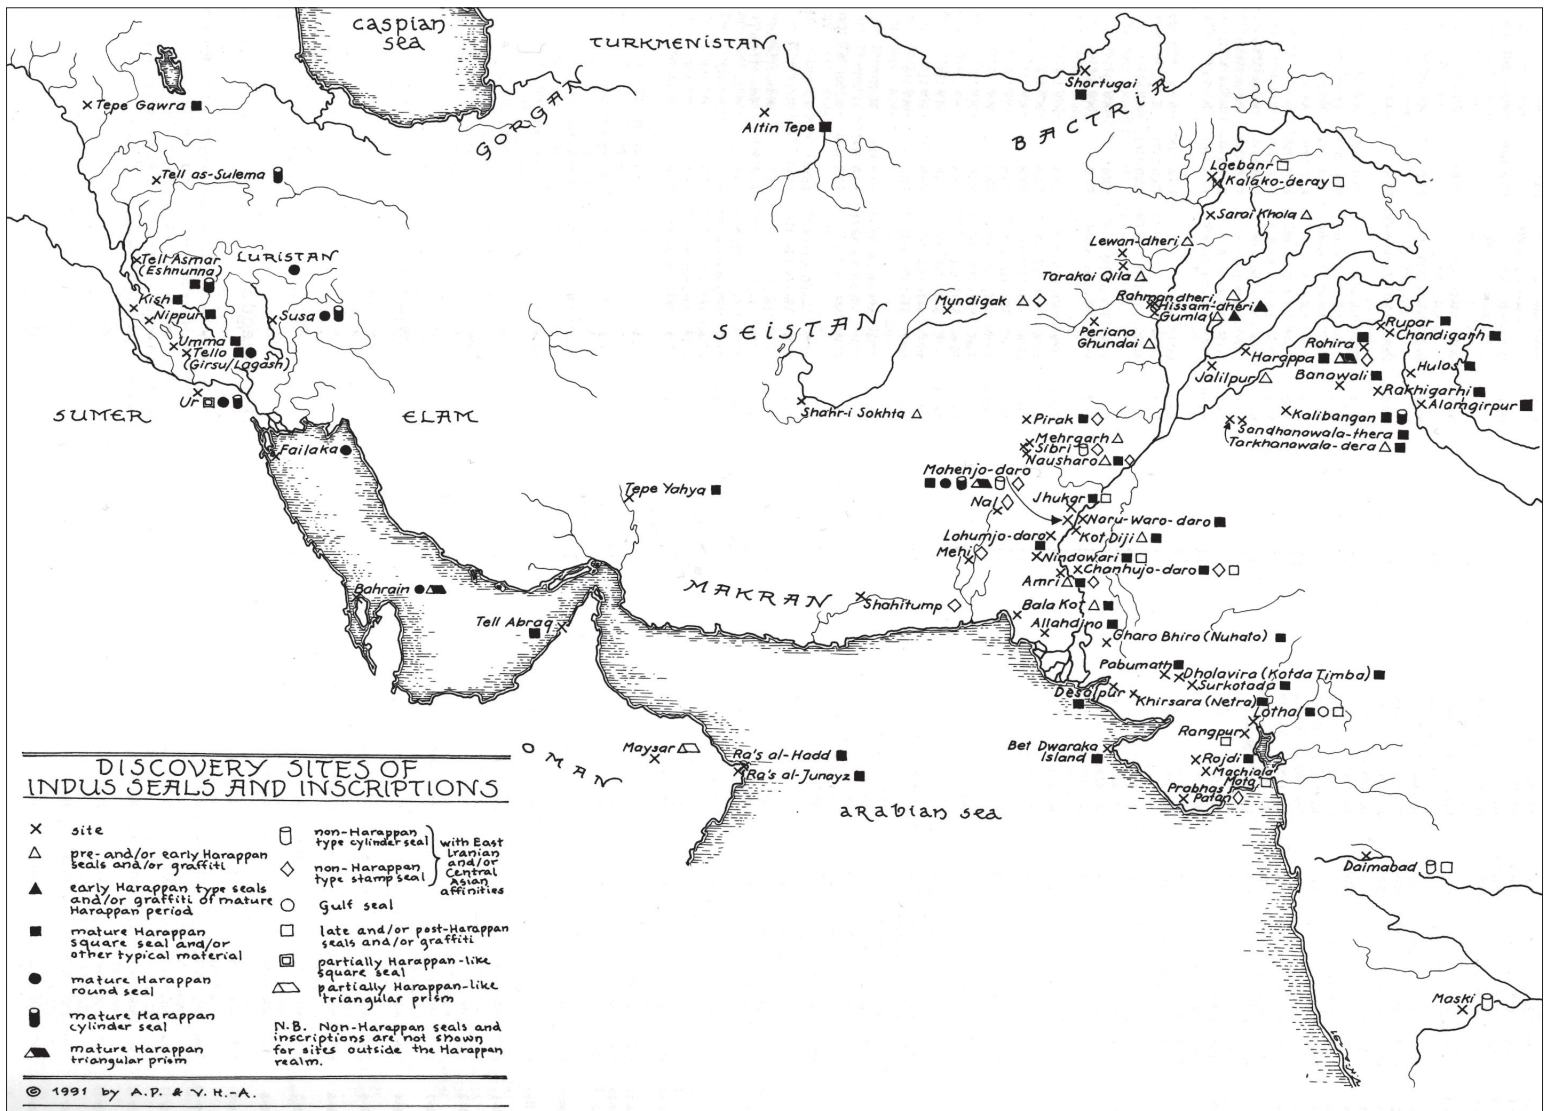 caspian
sea
TURKMENISTAN
GORGAN
Shortugai
BACTRIA
Tepe Gawra
Altin Tepe
Tell as-Sulema
Loebanr
Kalako-deray
Sarai Khola
Lewan-dheri
Tarakai Qila
Tell Asmar
(Eshnunna)
LURISTAN
Kish
Nippur
Susa
Mundigak
Rahmandheri
Hissam-dheri
Gumla
SEISTAN
Periano
Ghundai
Rupar
Chandigarh
Umma
Tello
(Girsu/Lagash)
Rohira
Harappa
Hulas
Jalilpur
Banawali
Rakhigarhi
Alamgirpur
SUMER
Ur
ELAM
Shahr-i Sokhta
Pirak
Kalibangan
Sandhanawala-thera
Tarkhanawala-dera
Mehrgarh
Sibri
Nausharo
Failaka
Mohenjo-daro
Tepe Yahya
Nal
Jhukar
Naru-Waro-daro
Lohumjo-daro
Kot Diji
Mehi
Nindowari
Chanhujo-daro
Bahrain
MAKRAN
Amri
Shahitump
Bala Kot
Tell Abraq
Allahdino
Gharo Bhiro (Nuhato)
Pabumath
Dholavira (Kotda Timba)
Surkotada
Desalpur
Khirsara (Netra)
Lothal
Rangpur
OMAN
Maysar
Ra's al-Hadd
Ra's al-Junayz
Bet Dwaraka
Island
Rojdi
Machiala
Mota
Prabhas
Patan
arabian sea
Daimabad
Maski
DISCOVERY SITES OF
INDUS SEALS AND INSCRIPTIONS
site
pre- and/or early Harappan
seals and/or graffiti
early Harappan type seals
and/or graffiti of mature
Harappan period
mature Harappan
square seal and/or
other typical material
mature Harappan
round seal
mature Harappan
cylinder seal
mature Harappan
triangular prism
non-Harappan
type cylinder seal
non-Harappan
type stamp seal
with East
Iranian
and/or
Central
Asian
affinities
Gulf seal
late and/or post-Harappan
seals and/or graffiti
partially Harappan-like
square seal
partially Harappan-like
triangular prism
N.B. Non-Harappan seals and
inscriptions are not shown
for sites outside the Harappan
realm.
© 1991 by A.P. & V. H.-A.